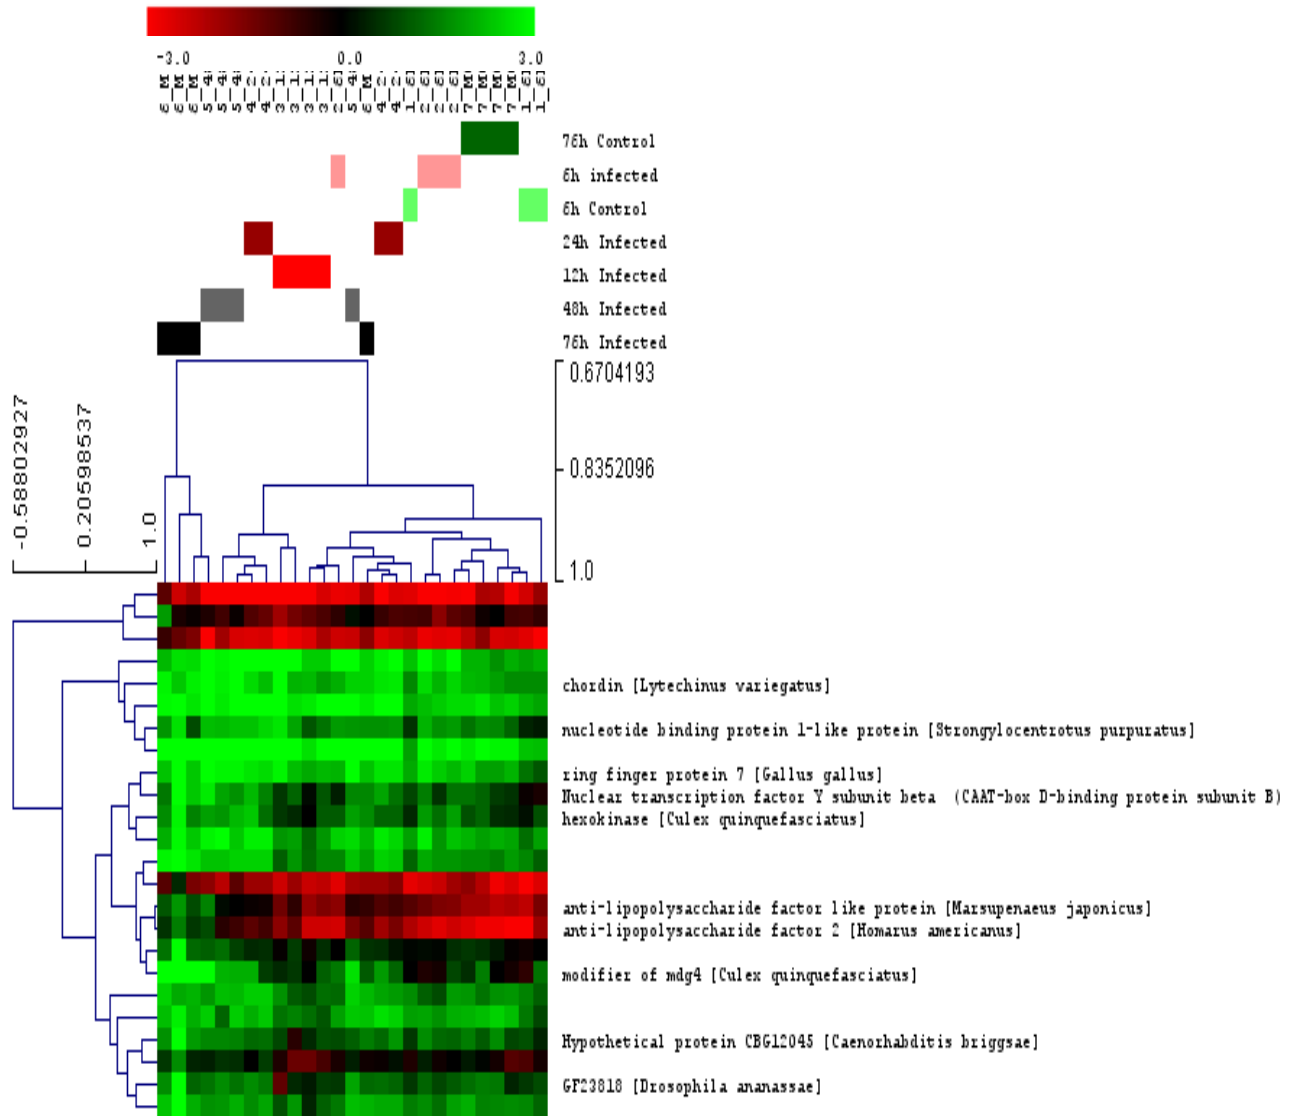 -3.0 0.0 3.0
76h Control
6h infected
6h Control
24h Infected
12h Infected
48h Infected
76h Infected
0.6704193
0.8352096
1.0
-0.58802927
0.20598537
1.0
chordin [Lytechinus variegatus]
nucleotide binding protein 1-like protein [Strongylocentrotus purpuratus]
ring finger protein 7 [Gallus gallus]
Nuclear transcription factor Y subunit beta (CAAT-box D-binding protein subunit B)
hexokinase [Culex quinquefasciatus]
anti-lipopolysaccharide factor like protein [Marsupenaeus japonicus]
anti-lipopolysaccharide factor 2 [Homarus americanus]
modifier of mdg4 [Culex quinquefasciatus]
Hypothetical protein CBG12045 [Caenorhabditis briggsae]
GF23818 [Drosophila ananassae]